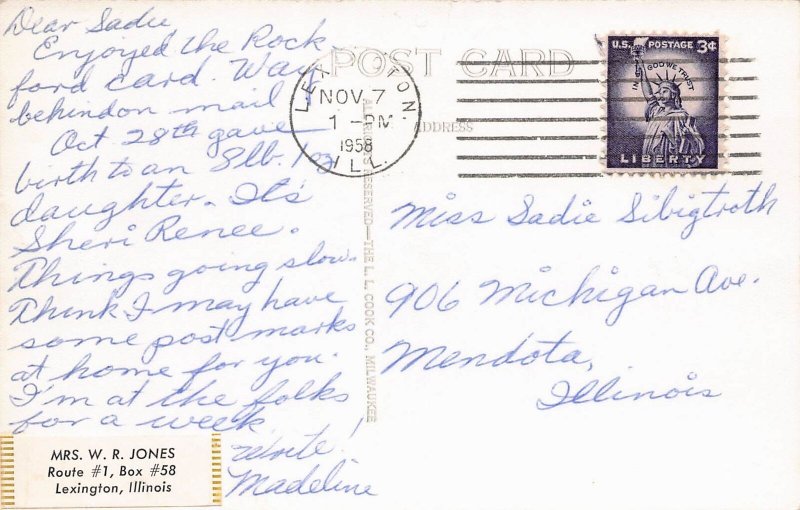 Dear Sadie
Enjoyed the Rock
ford card. Way
behind on mail
Oct 28th gave
birth to an 8lb. 1 oz
daughter. It's
Sheri Renee.
Things going slow.
Think I may have
some post marks
at home for you.
I'm at the folks
for a week
write!
Madeline
MRS. W. R. JONES
Route #1, Box #58
Lexington, Illinois
POST CARD
ADDRESS
LEXINGTON,
NOV 7
1 - PM
1958
ILL.
THE L. L. COOK CO., MILWAUKEE
U.S. POSTAGE 3¢
IN GOD WE TRUST
LIBERTY
Miss Sadie Sibigtroth
906 Michigan Ave.
Mendota,
Illinois